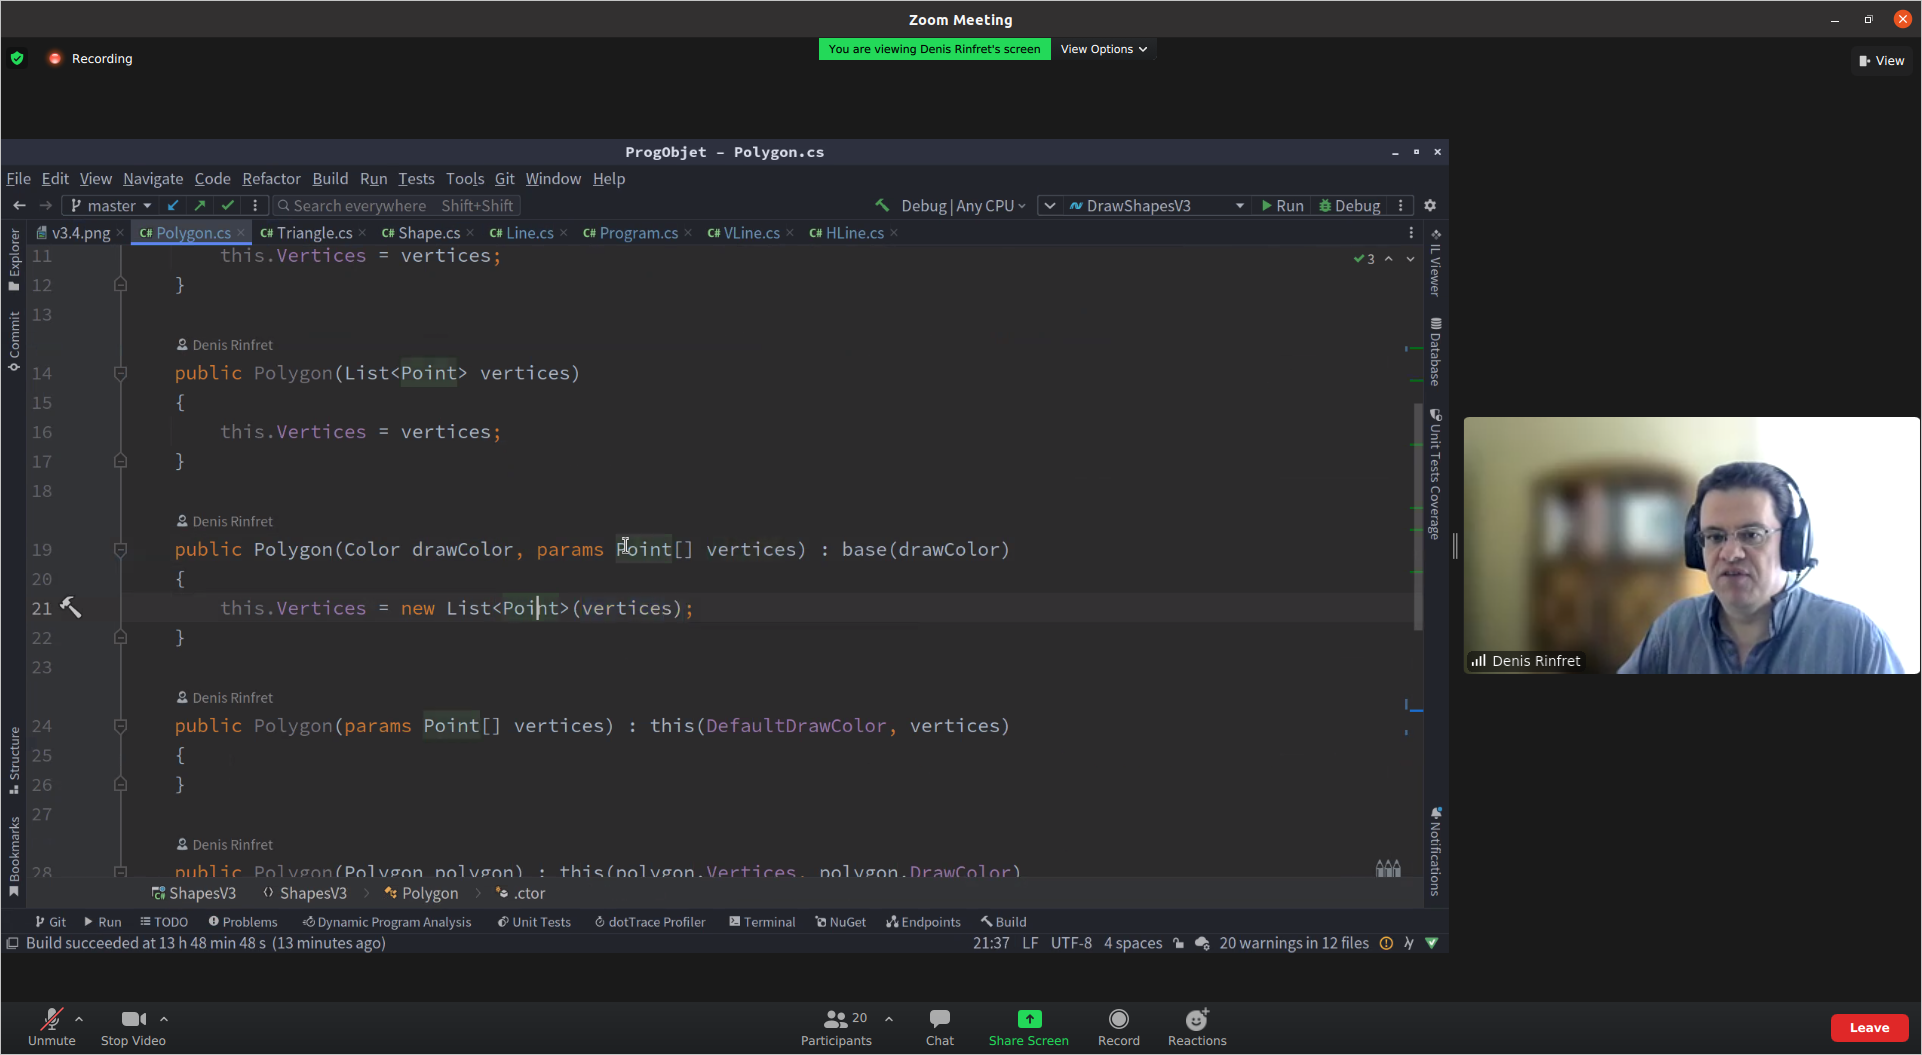 Zoom Meeting
Recording
You are viewing Denis Rinfret's screen View Options
View
ProgObjet – Polygon.cs
File Edit View Navigate Code Refactor Build Run Tests Tools Git Window Help
master Search everywhere Shift+Shift Debug | Any CPU DrawShapesV3 Run Debug
v3.4.png C# Polygon.cs C# Triangle.cs C# Shape.cs C# Line.cs C# Program.cs C# VLine.cs C# HLine.cs
Explorer
Commit
Structure
Bookmarks
11 this.Vertices = vertices;
3
12 }
13
Denis Rinfret
14 public Polygon(List<Point> vertices)
15 {
16 this.Vertices = vertices;
17 }
18
Denis Rinfret
19 public Polygon(Color drawColor, params Point[] vertices) : base(drawColor)
20 {
21 this.Vertices = new List<Point>(vertices);
22 }
23
Denis Rinfret
24 public Polygon(params Point[] vertices) : this(DefaultDrawColor, vertices)
25 {
26 }
27
Denis Rinfret
28 public Polygon(Polygon polygon) : this(polygon.Vertices, polygon.DrawColor)
IL Viewer
Database
Unit Tests Coverage
Notifications
C# ShapesV3 ShapesV3 Polygon .ctor
Git Run TODO Problems Dynamic Program Analysis Unit Tests dotTrace Profiler Terminal NuGet Endpoints Build
Build succeeded at 13 h 48 min 48 s (13 minutes ago) 21:37 LF UTF-8 4 spaces 20 warnings in 12 files
Denis Rinfret
Unmute Stop Video Participants 20 Chat Share Screen Record Reactions Leave